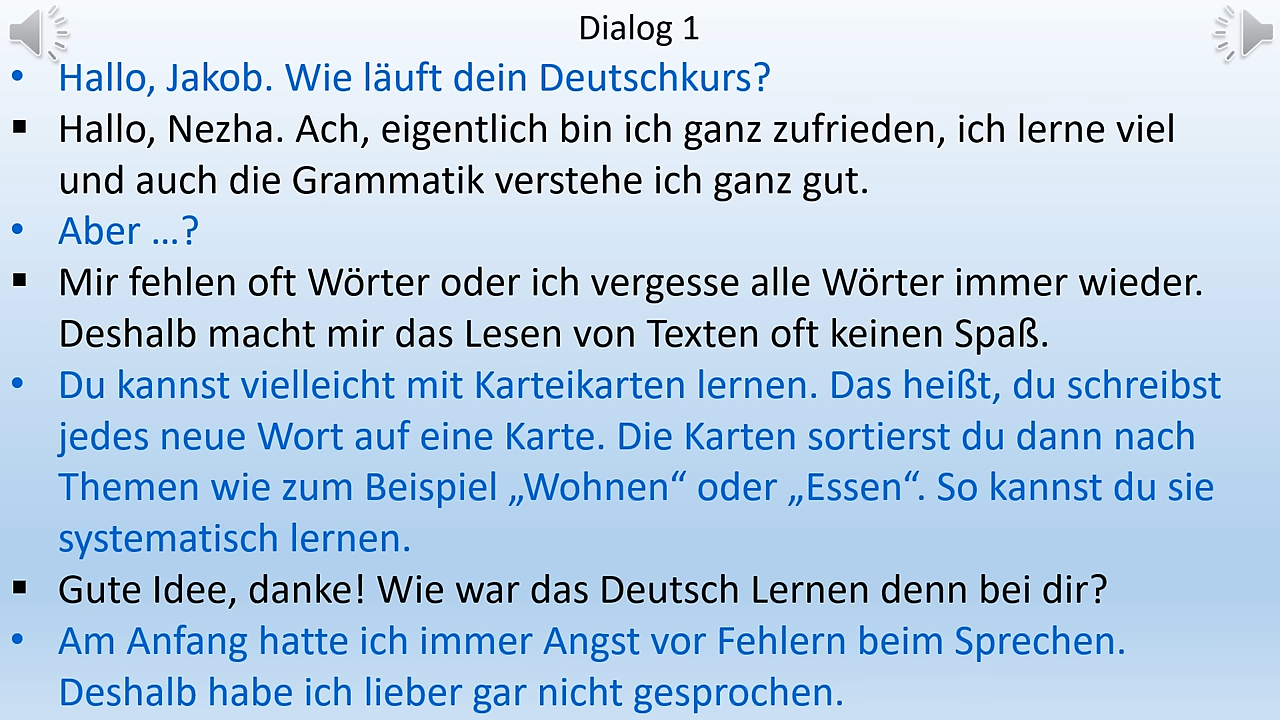 Dialog 1
• Hallo, Jakob. Wie läuft dein Deutschkurs?
▪ Hallo, Nezha. Ach, eigentlich bin ich ganz zufrieden, ich lerne viel
und auch die Grammatik verstehe ich ganz gut.
• Aber …?
▪ Mir fehlen oft Wörter oder ich vergesse alle Wörter immer wieder.
Deshalb macht mir das Lesen von Texten oft keinen Spaß.
• Du kannst vielleicht mit Karteikarten lernen. Das heißt, du schreibst
jedes neue Wort auf eine Karte. Die Karten sortierst du dann nach
Themen wie zum Beispiel „Wohnen“ oder „Essen“. So kannst du sie
systematisch lernen.
▪ Gute Idee, danke! Wie war das Deutsch Lernen denn bei dir?
• Am Anfang hatte ich immer Angst vor Fehlern beim Sprechen.
Deshalb habe ich lieber gar nicht gesprochen.